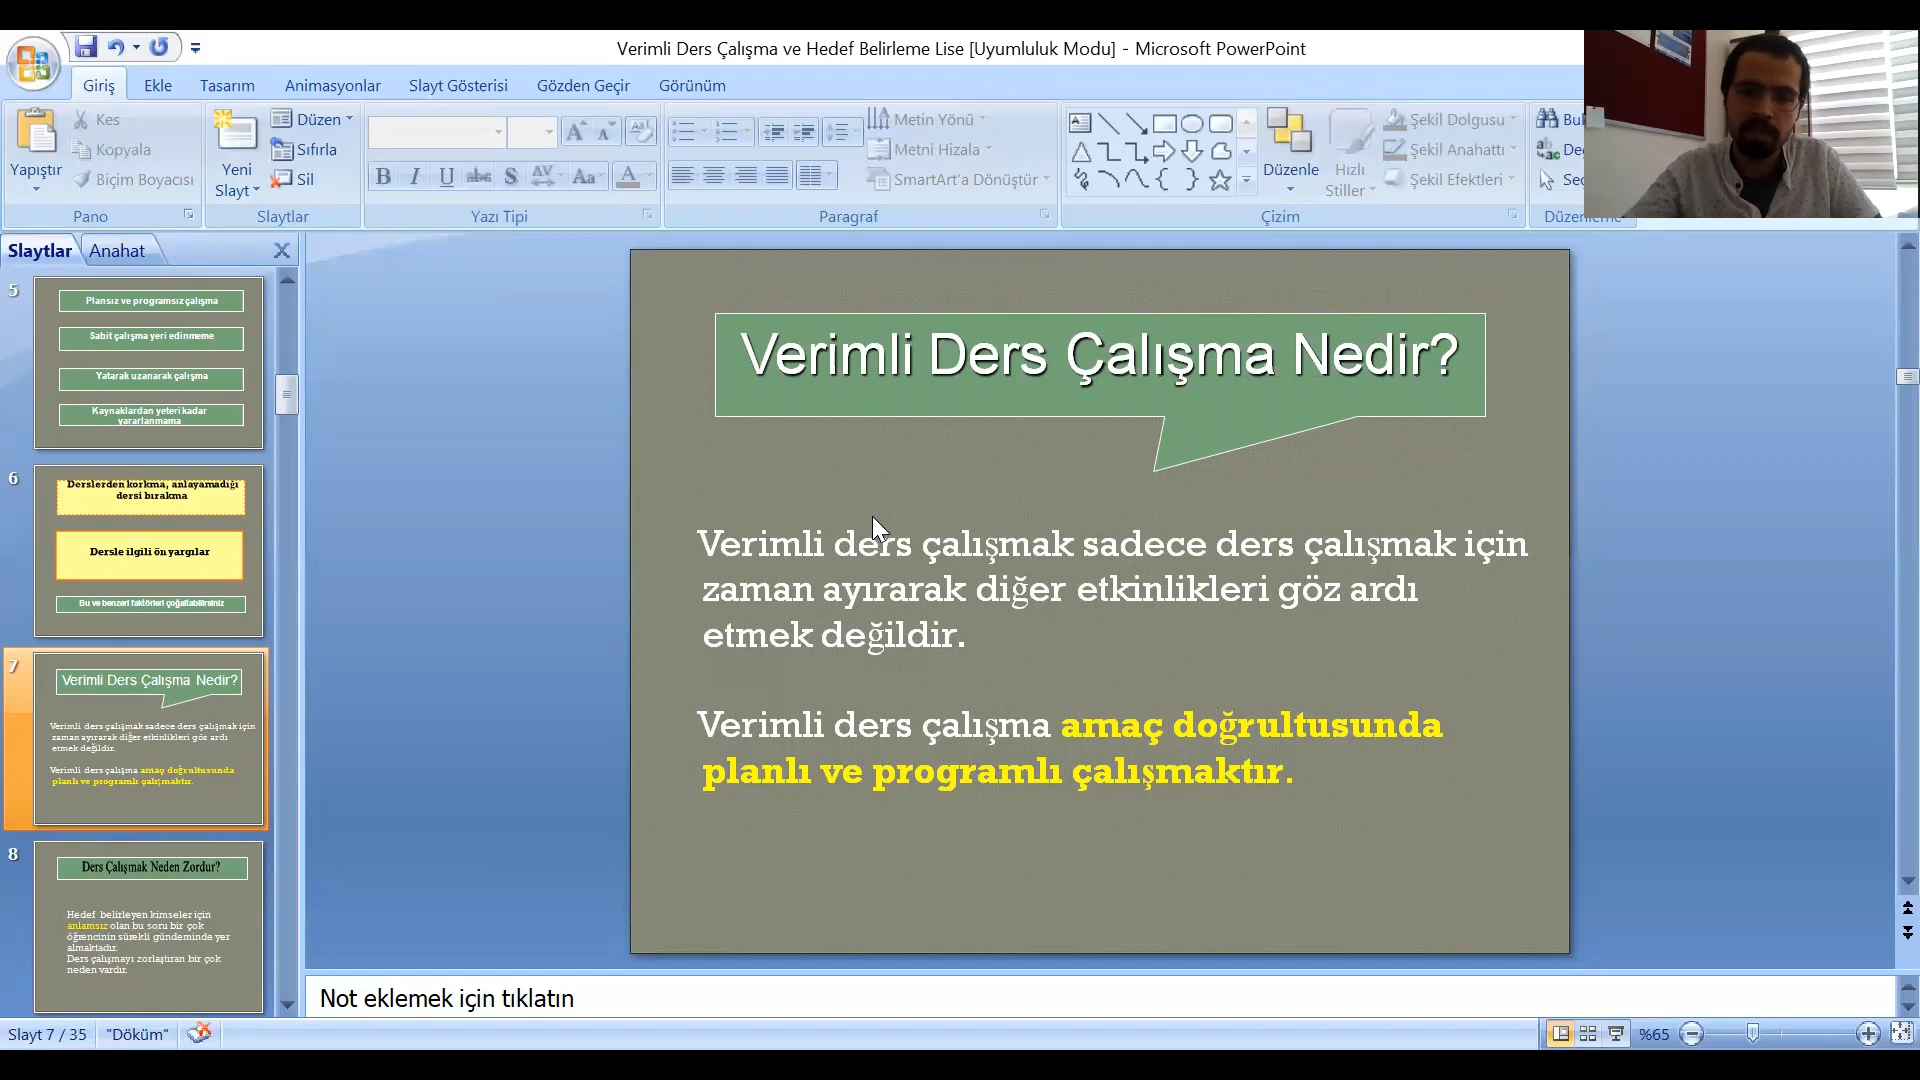 Verimli Ders Çalışma ve Hedef Belirleme Lise [Uyumluluk Modu] - Microsoft PowerPoint
Giriş Ekle Tasarım Animasyonlar Slayt Gösterisi Gözden Geçir Görünüm
Yapıştır
Kes
Kopyala
Biçim Boyacısı
Pano
Yeni
Slayt
Düzen
Sıfırla
Sil
Slaytlar
Yazı Tipi
Metin Yönü
Metni Hizala
SmartArt'a Dönüştür
Paragraf
Düzenle
Hızlı
Stiller
Şekil Dolgusu
Şekil Anahattı
Şekil Efektleri
Çizim
Bul
Değ
Seç
Düzenleme
Slaytlar Anahat
5
Plansız ve programsız çalışma
Sabit çalışma yeri edinmeme
Yatarak uzanarak çalışma
Kaynaklardan yeteri kadar
yararlanmama
6
Derslerden korkma, anlayamadığı
dersi bırakma
Dersle ilgili ön yargılar
Bu ve benzeri faktörleri çoğaltabilirsiniz
7
Verimli Ders Çalışma Nedir?
Verimli ders çalışmak sadece ders çalışmak için
zaman ayırarak diğer etkinlikleri göz ardı
etmek değildir.
Verimli ders çalışma amaç doğrultusunda
planlı ve programlı çalışmaktır.
8
Ders Çalışmak Neden Zordur?
Hedef belirleyen kimseler için
anlamsız olan bu soru bir çok
öğrencinin sürekli gündeminde yer
almaktadır.
Ders çalışmayı zorlaştıran bir çok
neden vardır.
Verimli Ders Çalışma Nedir?
Verimli ders çalışmak sadece ders çalışmak için
zaman ayırarak diğer etkinlikleri göz ardı
etmek değildir.
Verimli ders çalışma amaç doğrultusunda
planlı ve programlı çalışmaktır.
Not eklemek için tıklatın
Slayt 7 / 35 "Döküm" %65